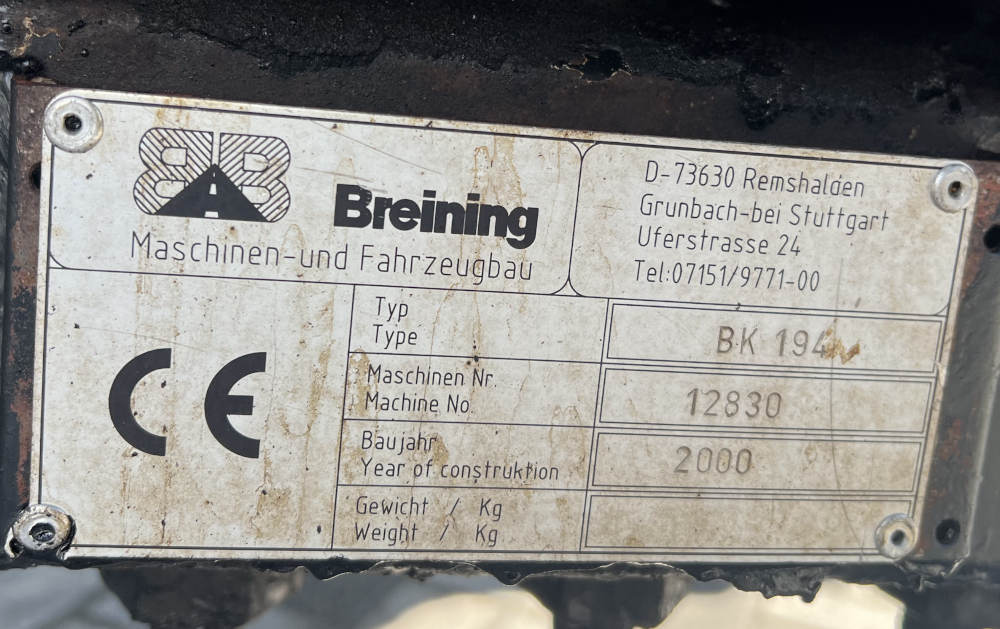 BAB
Breining
Maschinen-und Fahrzeugbau
D-73630 Remshalden
Grunbach-bei Stuttgart
Uferstrasse 24
Tel:07151/9771-00
CE
Typ
Type
BK 194
Maschinen Nr.
Machine No.
12830
Baujahr
Year of construktion
2000
Gewicht / Kg
Weight / Kg